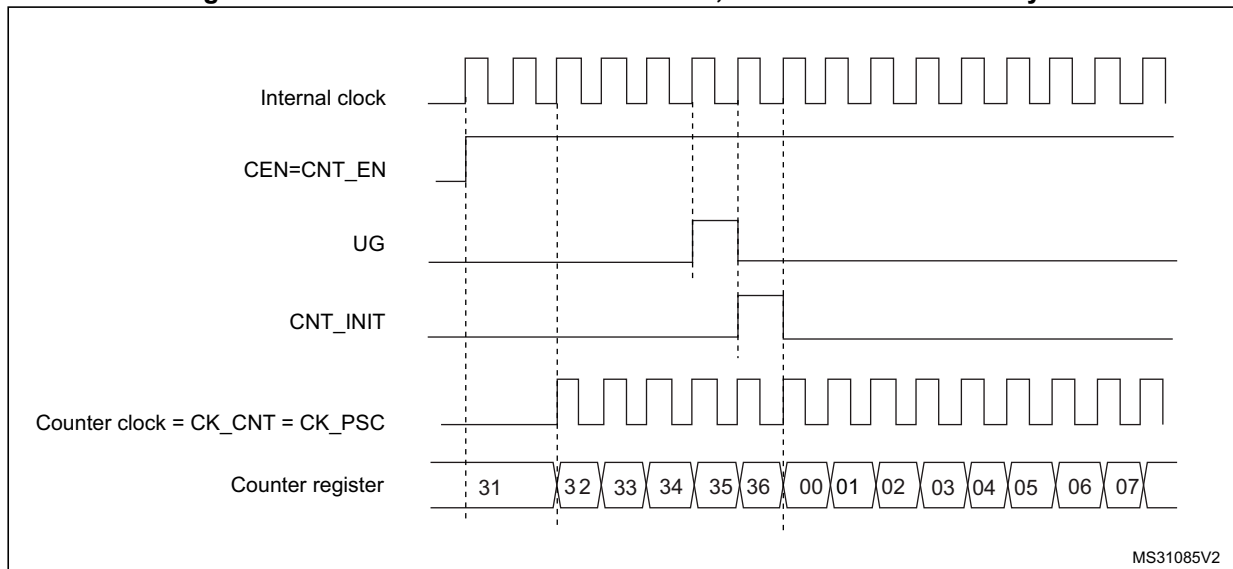 Internal clock
CEN=CNT_EN
UG
CNT_INIT
Counter clock = CK_CNT = CK_PSC
Counter register 31 32 33 34 35 36 00 01 02 03 04 05 06 07
MS31085V2